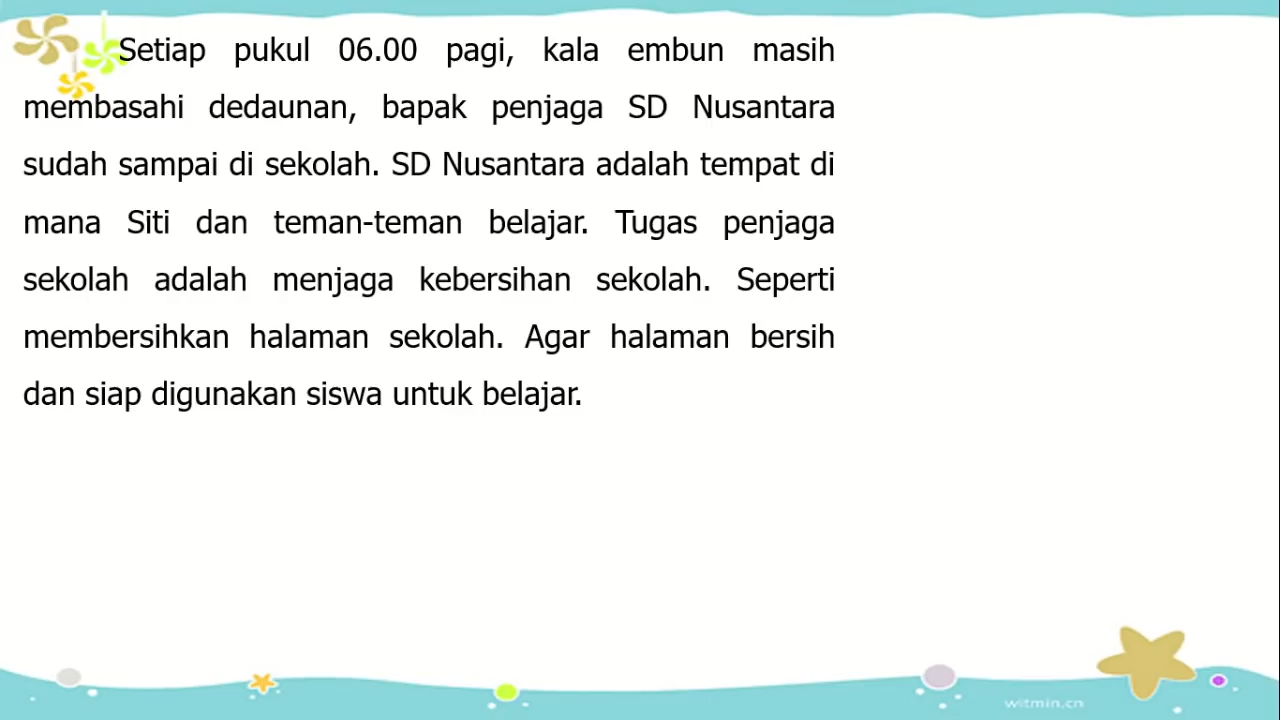 Setiap pukul 06.00 pagi, kala embun masih
membasahi dedaunan, bapak penjaga SD Nusantara
sudah sampai di sekolah. SD Nusantara adalah tempat di
mana Siti dan teman-teman belajar. Tugas penjaga
sekolah adalah menjaga kebersihan sekolah. Seperti
membersihkan halaman sekolah. Agar halaman bersih
dan siap digunakan siswa untuk belajar.
witmin.cn